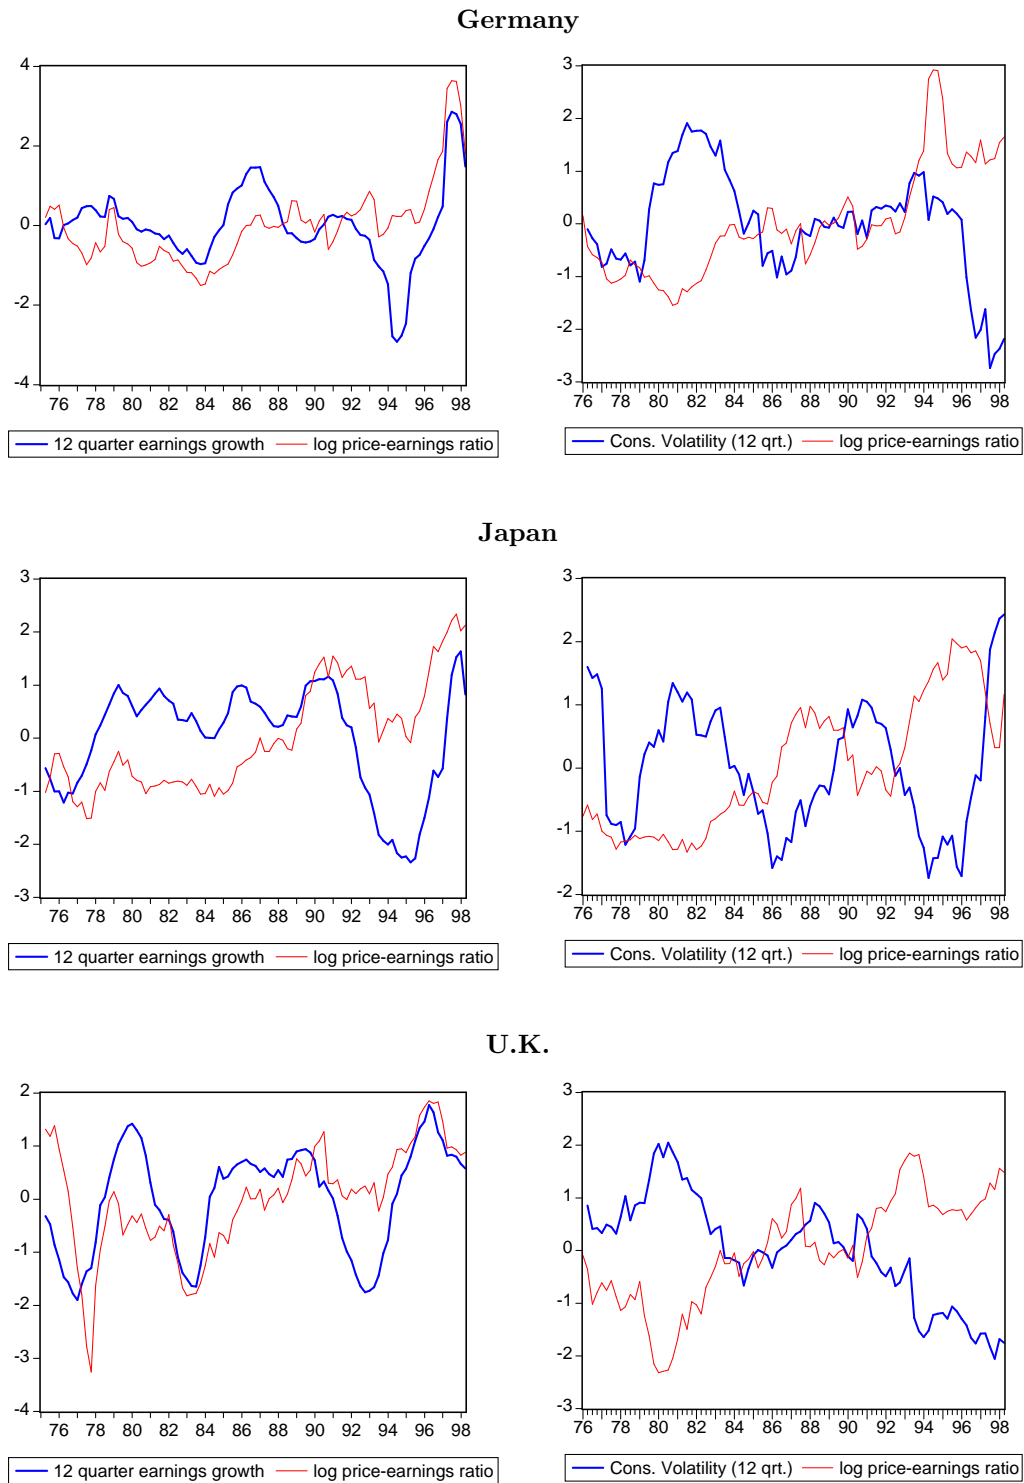 Germany
4
2
0
-2
-4
76 78 80 82 84 86 88 90 92 94 96 98
12 quarter earnings growth log price-earnings ratio
3
2
1
0
-1
-2
-3
76 78 80 82 84 86 88 90 92 94 96 98
Cons. Volatility (12 qrt.) log price-earnings ratio
Japan
3
2
1
0
-1
-2
-3
76 78 80 82 84 86 88 90 92 94 96 98
12 quarter earnings growth log price-earnings ratio
3
2
1
0
-1
-2
76 78 80 82 84 86 88 90 92 94 96 98
Cons. Volatility (12 qrt.) log price-earnings ratio
U.K.
2
1
0
-1
-2
-3
-4
76 78 80 82 84 86 88 90 92 94 96 98
12 quarter earnings growth log price-earnings ratio
3
2
1
0
-1
-2
-3
76 78 80 82 84 86 88 90 92 94 96 98
Cons. Volatility (12 qrt.) log price-earnings ratio